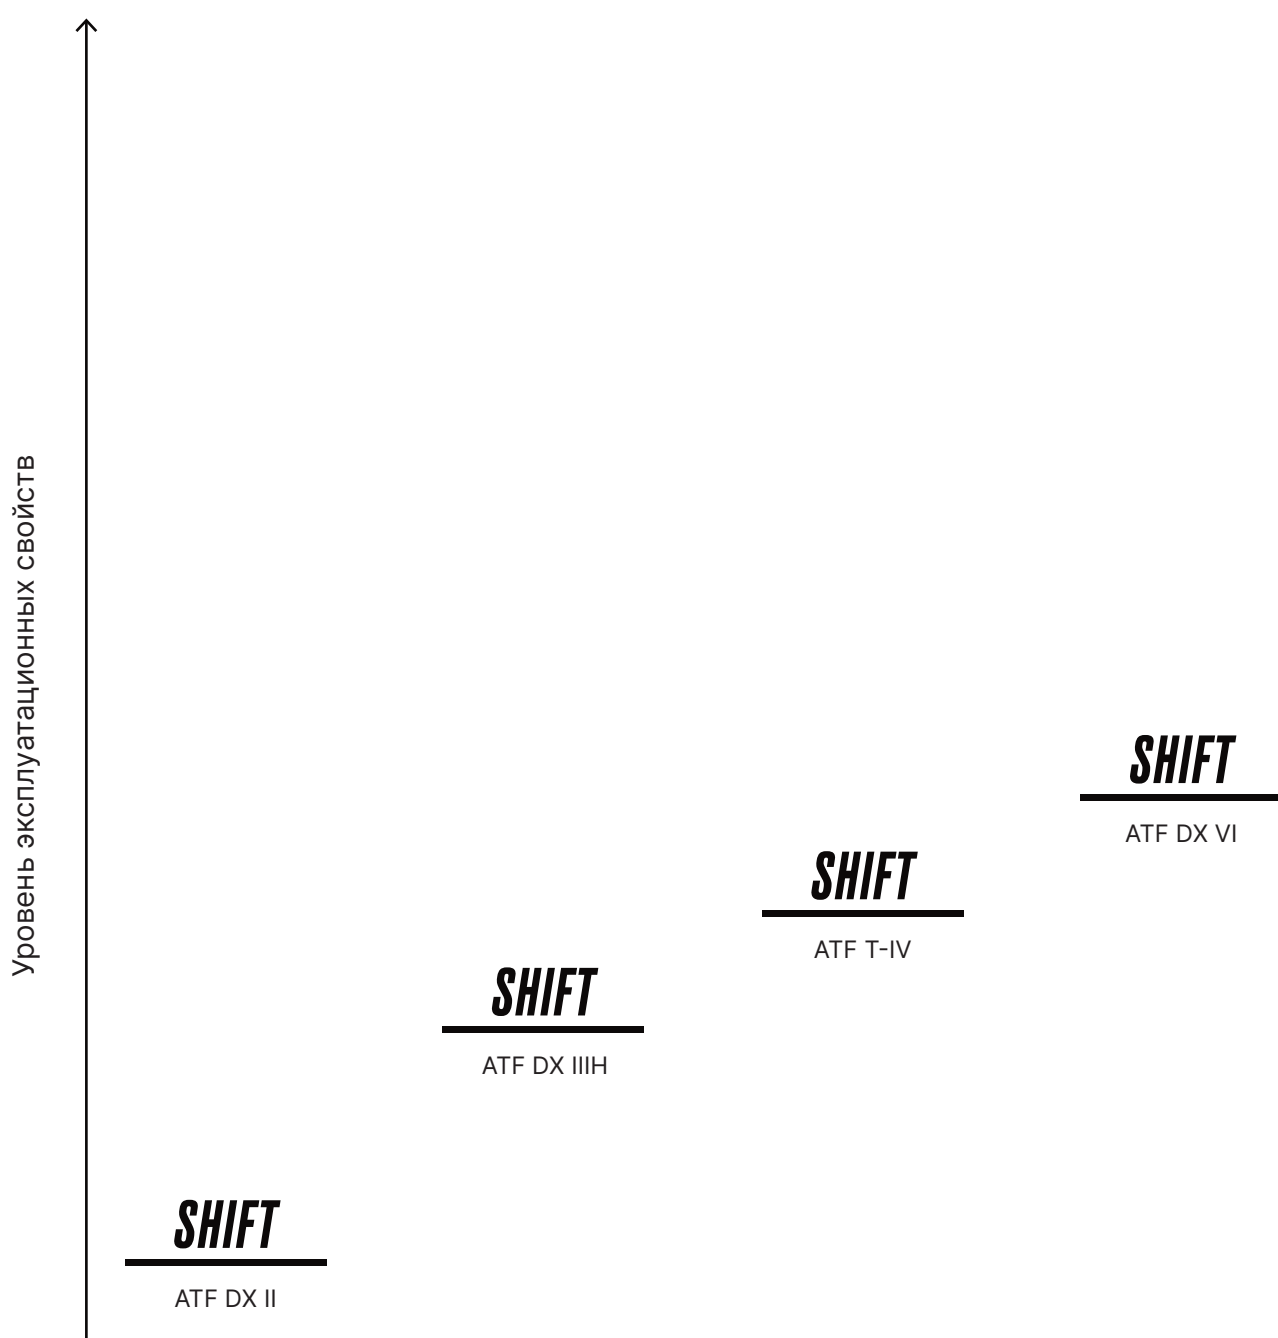 Уровень эксплуатационных свойств
SHIFT
ATF DX VI
SHIFT
ATF T-IV
SHIFT
ATF DX IIIH
SHIFT
ATF DX II